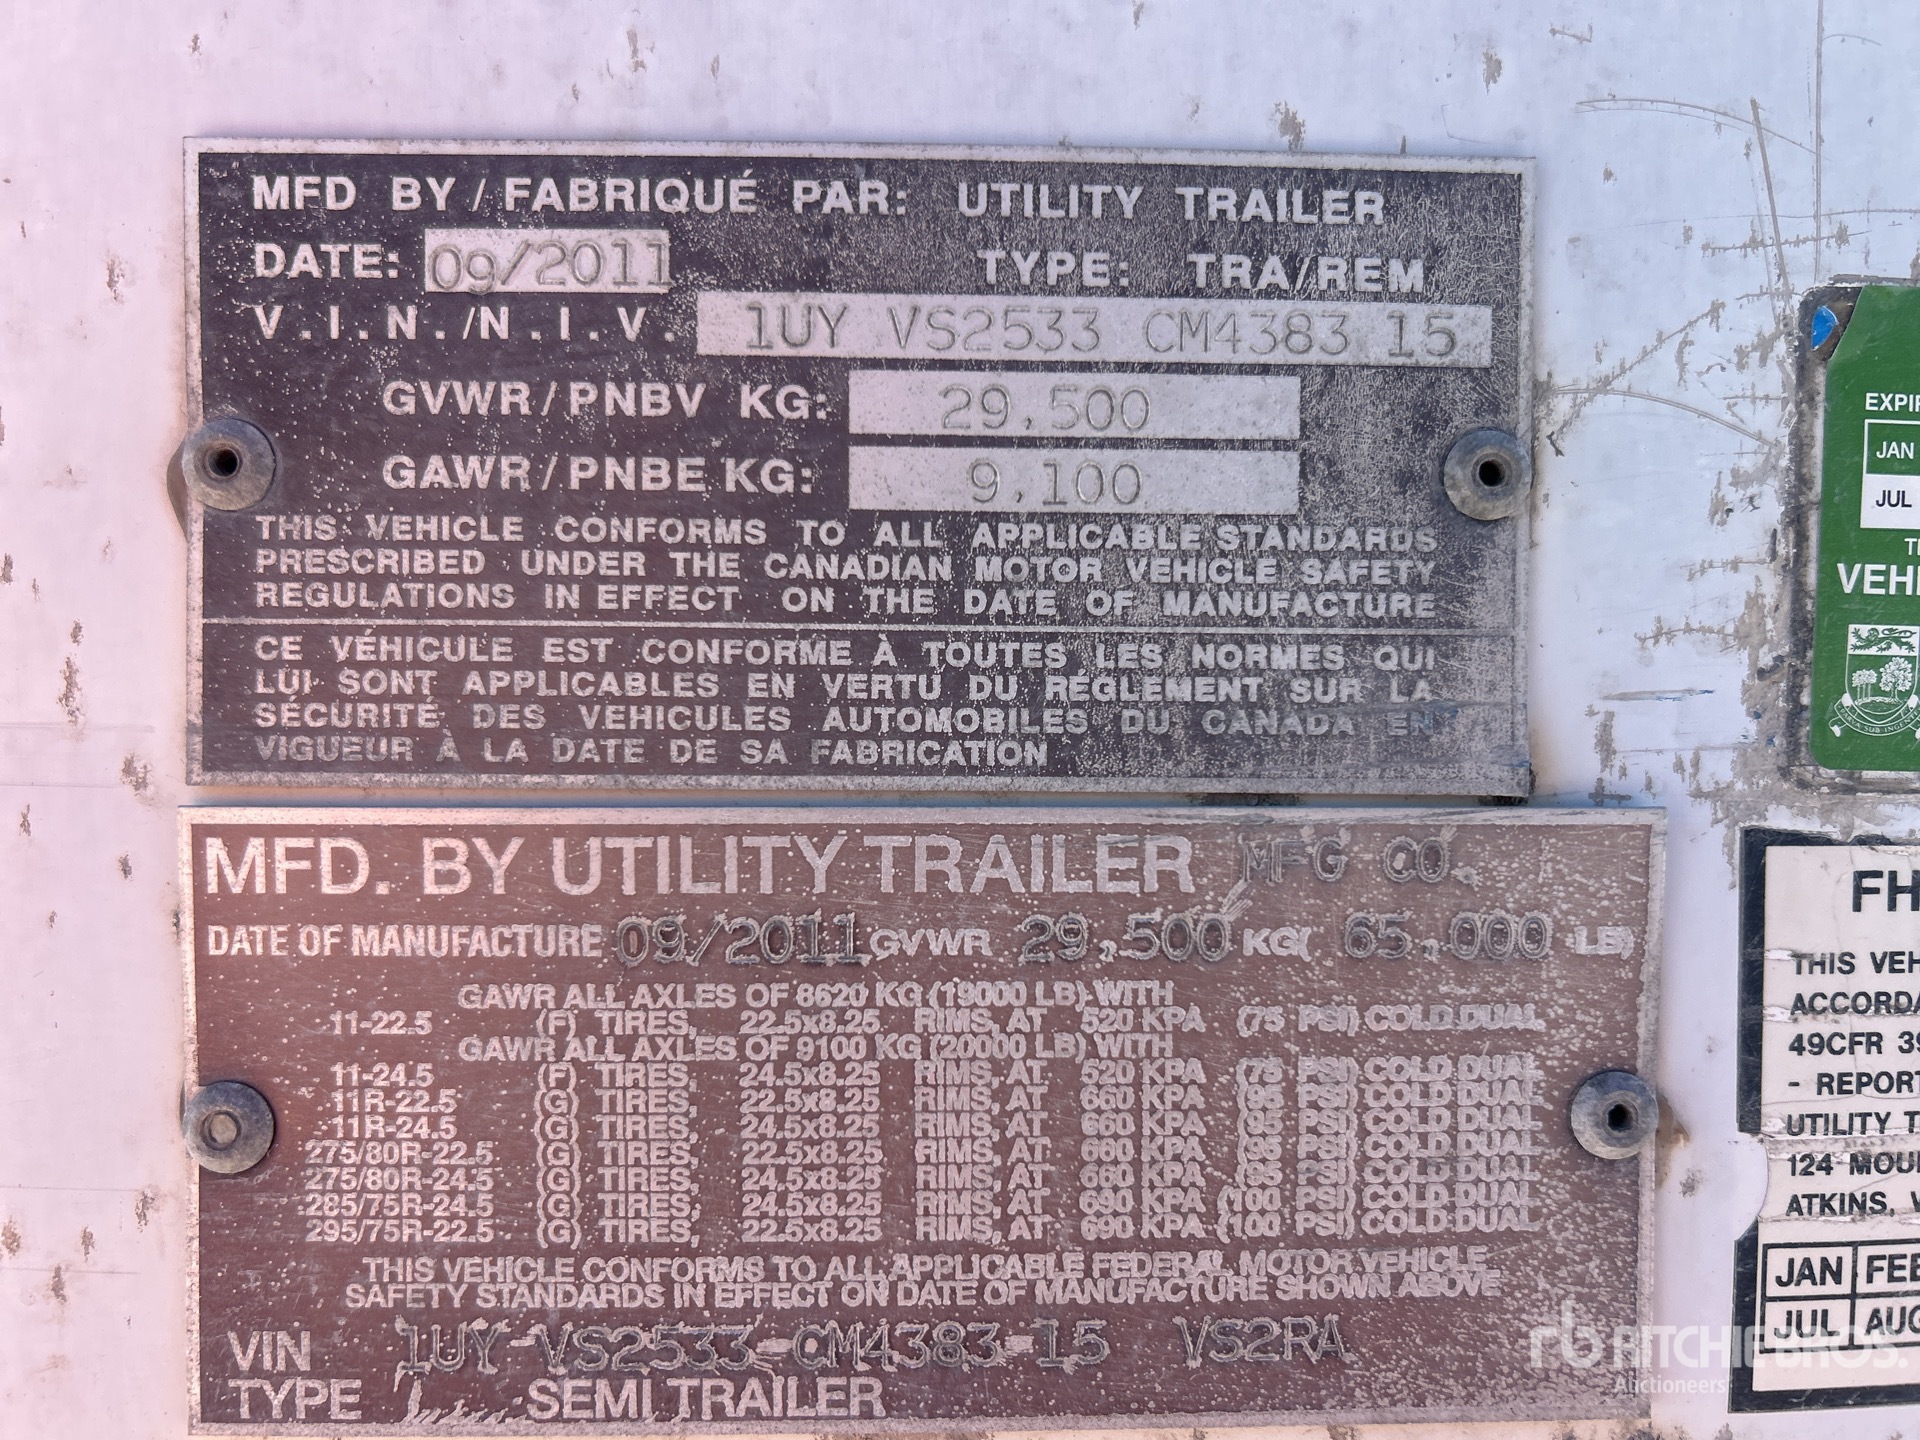 MFD BY / FABRIQUÉ PAR: UTILITY TRAILER
DATE: 09/2011 TYPE: TRA/REM
V.I.N./N.I.V. 1UY VS2533 CM4383 15
GVWR/PNBV KG: 29,500
GAWR/PNBE KG: 9,100
THIS VEHICLE CONFORMS TO ALL APPLICABLE STANDARDS
PRESCRIBED UNDER THE CANADIAN MOTOR VEHICLE SAFETY
REGULATIONS IN EFFECT ON THE DATE OF MANUFACTURE
CE VÉHICULE EST CONFORME À TOUTES LES NORMES QUI
LUI SONT APPLICABLES EN VERTU DU RÉGLEMENT SUR LA
SÉCURITÉ DES VÉHICULES AUTOMOBILES DU CANADA EN
VIGUEUR À LA DATE DE SA FABRICATION
MFD. BY UTILITY TRAILER MFG CO.
DATE OF MANUFACTURE 09/2011 GVWR 29,500 KG( 65,000 LB)
GAWR ALL AXLES OF 8620 KG (19000 LB) WITH
11-22.5 (F) TIRES, 22.5x8.25 RIMS, AT 520 KPA (75 PSI) COLD DUAL
GAWR ALL AXLES OF 9100 KG (20000 LB) WITH
11-24.5 (F) TIRES, 24.5x8.25 RIMS, AT 520 KPA (75 PSI) COLD DUAL
11R-22.5 (G) TIRES, 22.5x8.25 RIMS, AT 660 KPA (95 PSI) COLD DUAL
11R-24.5 (G) TIRES, 24.5x8.25 RIMS, AT 660 KPA (95 PSI) COLD DUAL
275/80R-22.5 (G) TIRES, 22.5x8.25 RIMS, AT 660 KPA (95 PSI) COLD DUAL
275/80R-24.5 (G) TIRES, 24.5x8.25 RIMS, AT 660 KPA (95 PSI) COLD DUAL
285/75R-24.5 (G) TIRES, 24.5x8.25 RIMS, AT 690 KPA (100 PSI) COLD DUAL
295/75R-22.5 (G) TIRES, 22.5x8.25 RIMS, AT 690 KPA (100 PSI) COLD DUAL
THIS VEHICLE CONFORMS TO ALL APPLICABLE FEDERAL MOTOR VEHICLE
SAFETY STANDARDS IN EFFECT ON DATE OF MANUFACTURE SHOWN ABOVE
VIN 1UY VS2533 CM4383 15 VS2RA
TYPE SEMI TRAILER
EXPIR
JAN
JUL
VEHI
PARVA SUB INGENTI
FH
THIS VEH
ACCORDA
49CFR 39
- REPORT
UTILITY T
124 MOU
ATKINS, V
JAN FEB
JUL AUG
rb RITCHIE BROS.
Auctioneers